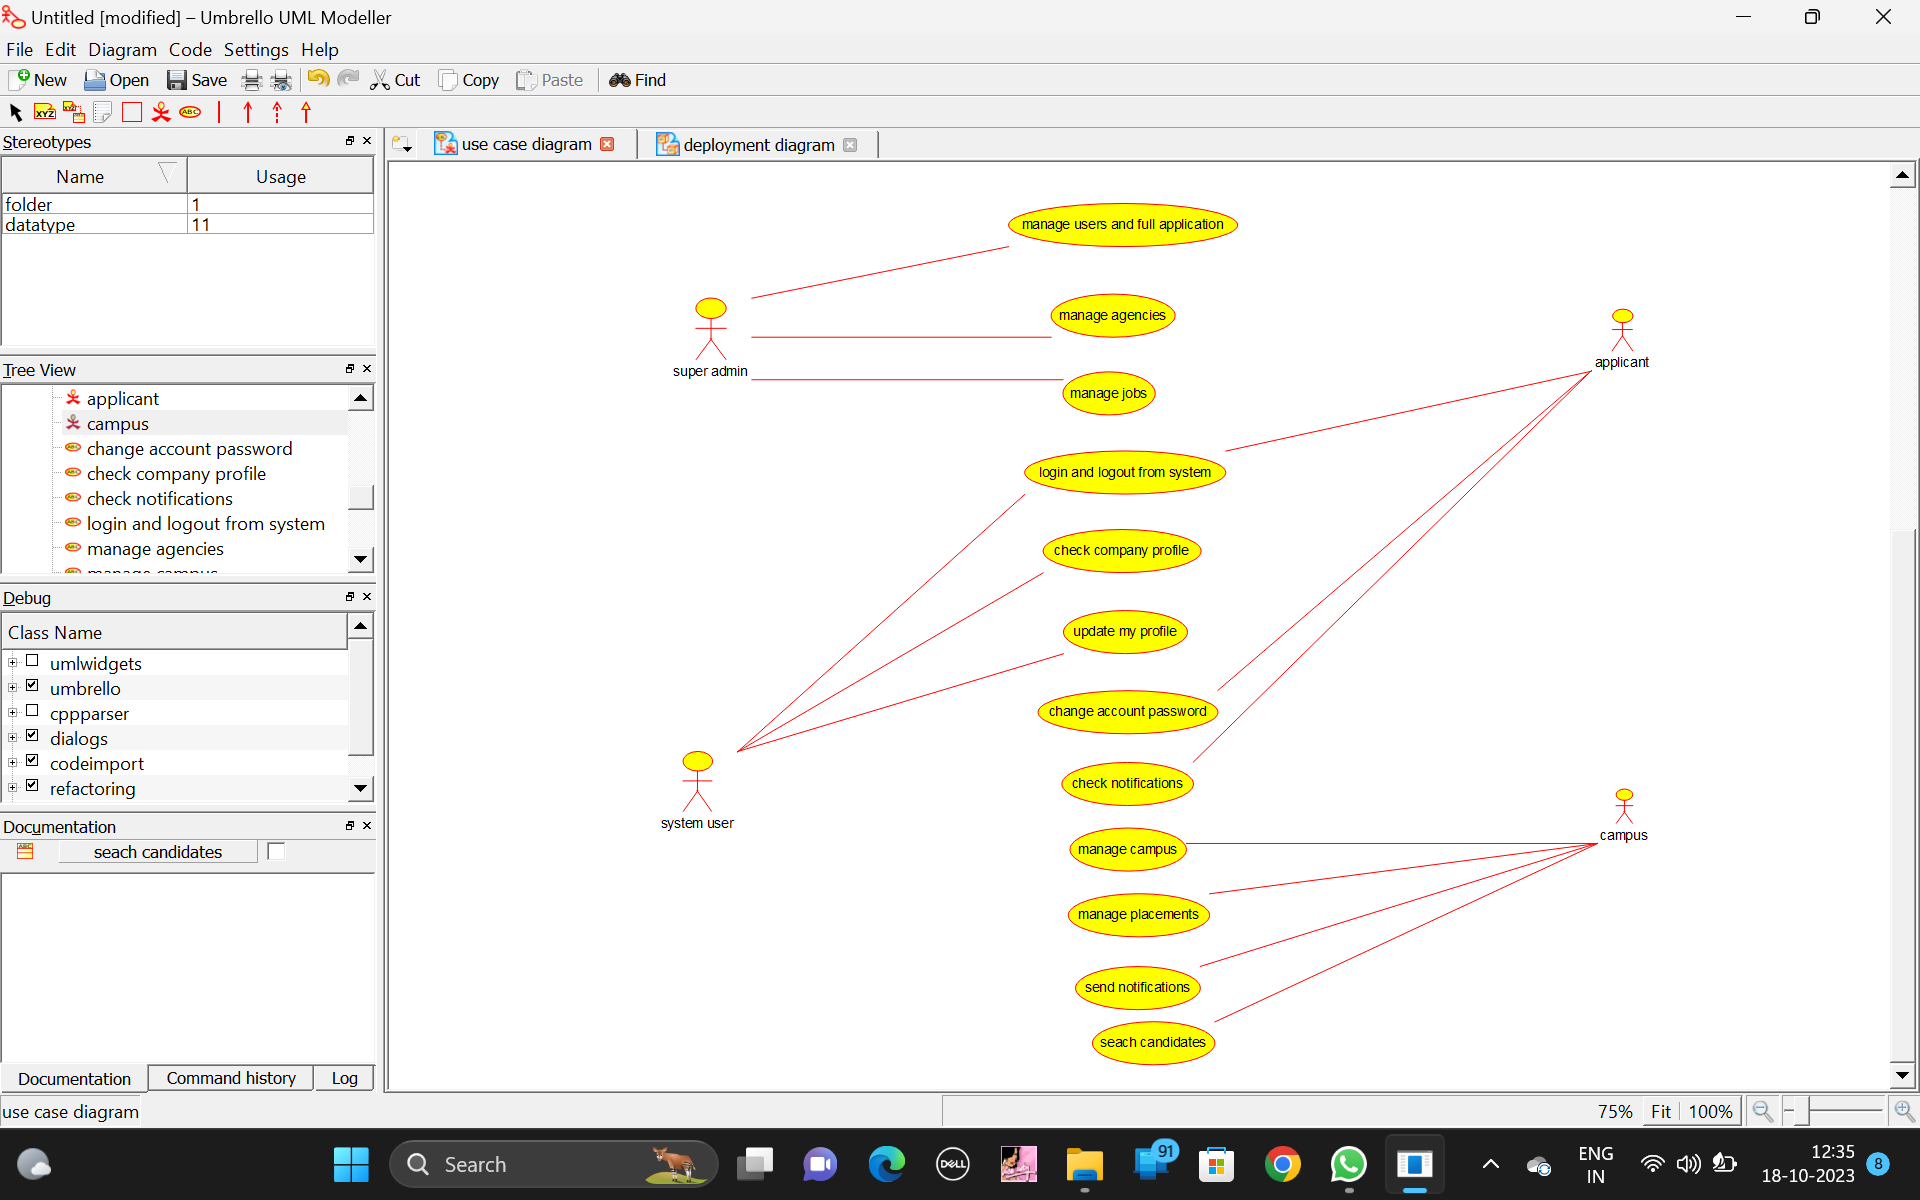 Untitled [modified] – Umbrello UML Modeller
File Edit Diagram Code Settings Help
New Open Save Cut Copy Paste Find
XYZ XYZ ABC
Stereotypes
Name Usage
folder 1
datatype 11
Tree View
applicant
campus
change account password
check company profile
check notifications
login and logout from system
manage agencies
manage campus
Debug
Class Name
umlwidgets
umbrello
cppparser
dialogs
codeimport
refactoring
Documentation
seach candidates
Documentation Command history Log
use case diagram
use case diagram deployment diagram
manage users and full application
manage agencies
manage jobs
super admin
applicant
login and logout from system
check company profile
update my profile
change account password
check notifications
system user
campus
manage campus
manage placements
send notifications
seach candidates
75% Fit 100%
Search
DELL
91
ENG
IN
12:35
18-10-2023
8